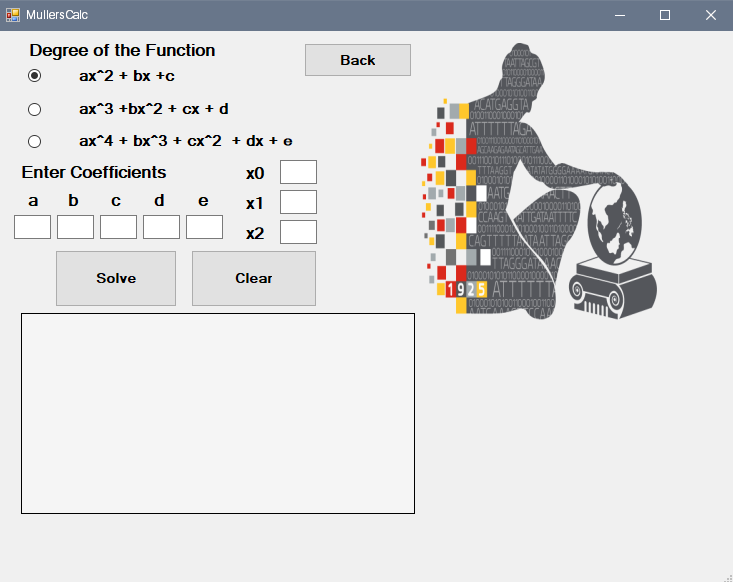 MullersCalc
Degree of the Function
Back
ax^2 + bx +c
ax^3 +bx^2 + cx + d
ax^4 + bx^3 + cx^2 + dx + e
Enter Coefficients
x0
a b c d e
x1
x2
Solve
Clear
1925